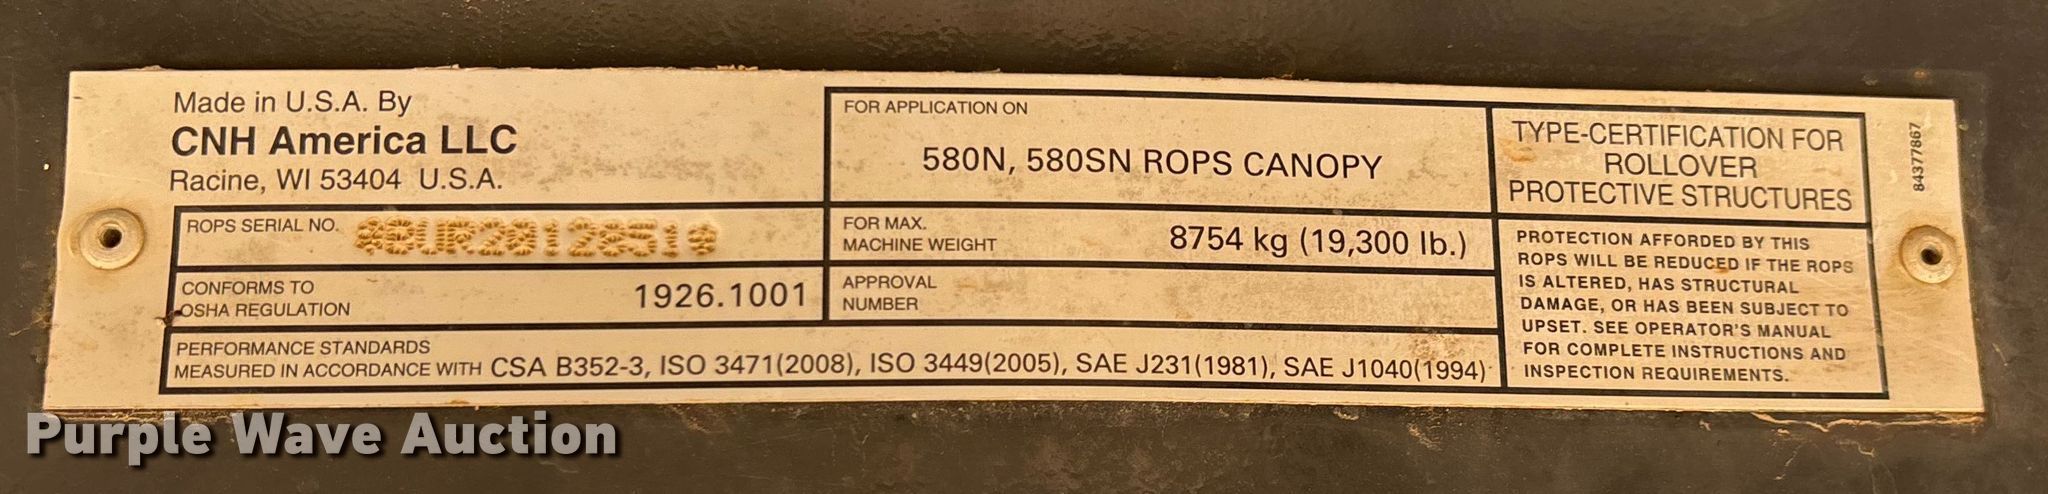 Made in U.S.A. By
CNH America LLC
Racine, WI 53404 U.S.A.
ROPS SERIAL NO.
CONFORMS TO
OSHA REGULATION
1926.1001
FOR APPLICATION ON
580N, 580SN ROPS CANOPY
FOR MAX.
MACHINE WEIGHT
8754 kg (19,300 lb.)
APPROVAL
NUMBER
PERFORMANCE STANDARDS
MEASURED IN ACCORDANCE WITH CSA B352-3, ISO 3471(2008), ISO 3449(2005), SAE J231(1981), SAE J1040(1994)
TYPE-CERTIFICATION FOR
ROLLOVER
PROTECTIVE STRUCTURES
PROTECTION AFFORDED BY THIS
ROPS WILL BE REDUCED IF THE ROPS
IS ALTERED, HAS STRUCTURAL
DAMAGE, OR HAS BEEN SUBJECT TO
UPSET. SEE OPERATOR'S MANUAL
FOR COMPLETE INSTRUCTIONS AND
INSPECTION REQUIREMENTS.
84377867
Purple Wave Auction